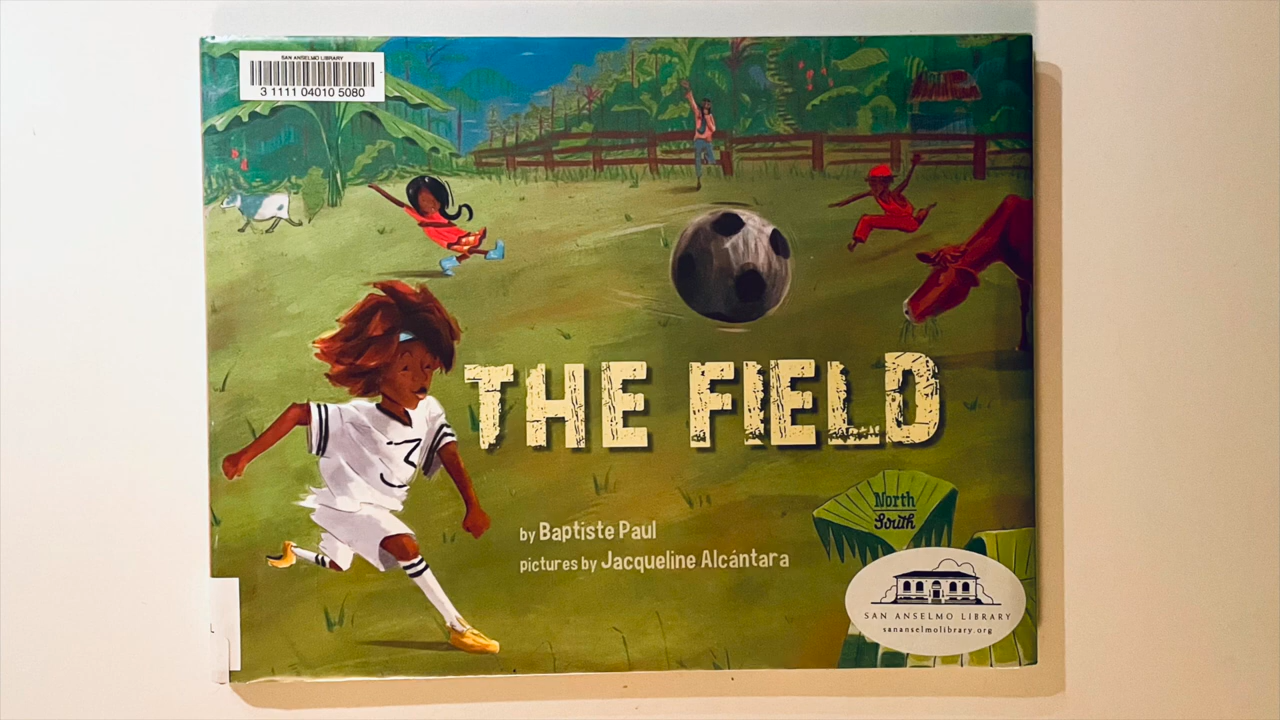 SAN ANSELMO LIBRARY
3 1111 04010 5080
3
THE FIELD
by Baptiste Paul
pictures by Jacqueline Alcántara
North
South
SAN ANSELMO LIBRARY
sananselmolibrary.org
L